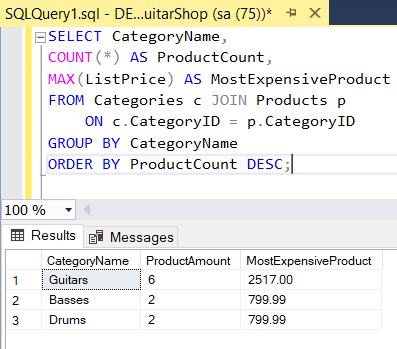 SQLQuery1.sql - DE...uitarShop (sa (75))*
SELECT CategoryName,
COUNT(*) AS ProductCount,
MAX(ListPrice) AS MostExpensiveProduct
FROM Categories c JOIN Products p
ON c.CategoryID = p.CategoryID
GROUP BY CategoryName
ORDER BY ProductCount DESC;
100 %
Results Messages
CategoryName ProductAmount MostExpensiveProduct
1 Guitars 6 2517.00
2 Basses 2 799.99
3 Drums 2 799.99